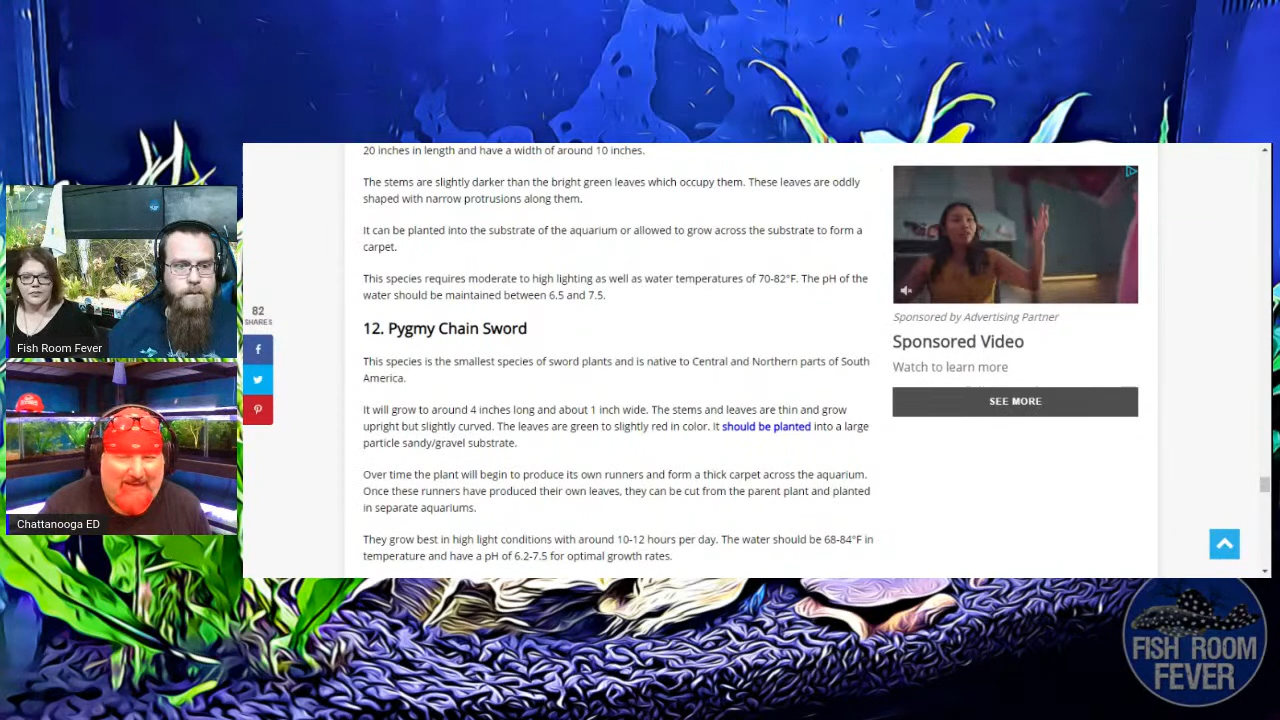 20 inches in length and have a width of around 10 inches.
The stems are slightly darker than the bright green leaves which occupy them. These leaves are oddly
shaped with narrow protrusions along them.
It can be planted into the substrate of the aquarium or allowed to grow across the substrate to form a
carpet.
This species requires moderate to high lighting as well as water temperatures of 70-82°F. The pH of the
water should be maintained between 6.5 and 7.5.
12. Pygmy Chain Sword
This species is the smallest species of sword plants and is native to Central and Northern parts of South
America.
It will grow to around 4 inches long and about 1 inch wide. The stems and leaves are thin and grow
upright but slightly curved. The leaves are green to slightly red in color. It should be planted into a large
particle sandy/gravel substrate.
Over time the plant will begin to produce its own runners and form a thick carpet across the aquarium.
Once these runners have produced their own leaves, they can be cut from the parent plant and planted
in separate aquariums.
They grow best in high light conditions with around 10-12 hours per day. The water should be 68-84°F in
temperature and have a pH of 6.2-7.5 for optimal growth rates.
82
SHARES
Sponsored by Advertising Partner
Sponsored Video
Watch to learn more
SEE MORE
Fish Room Fever
Chattanooga ED
FISH ROOM
FEVER